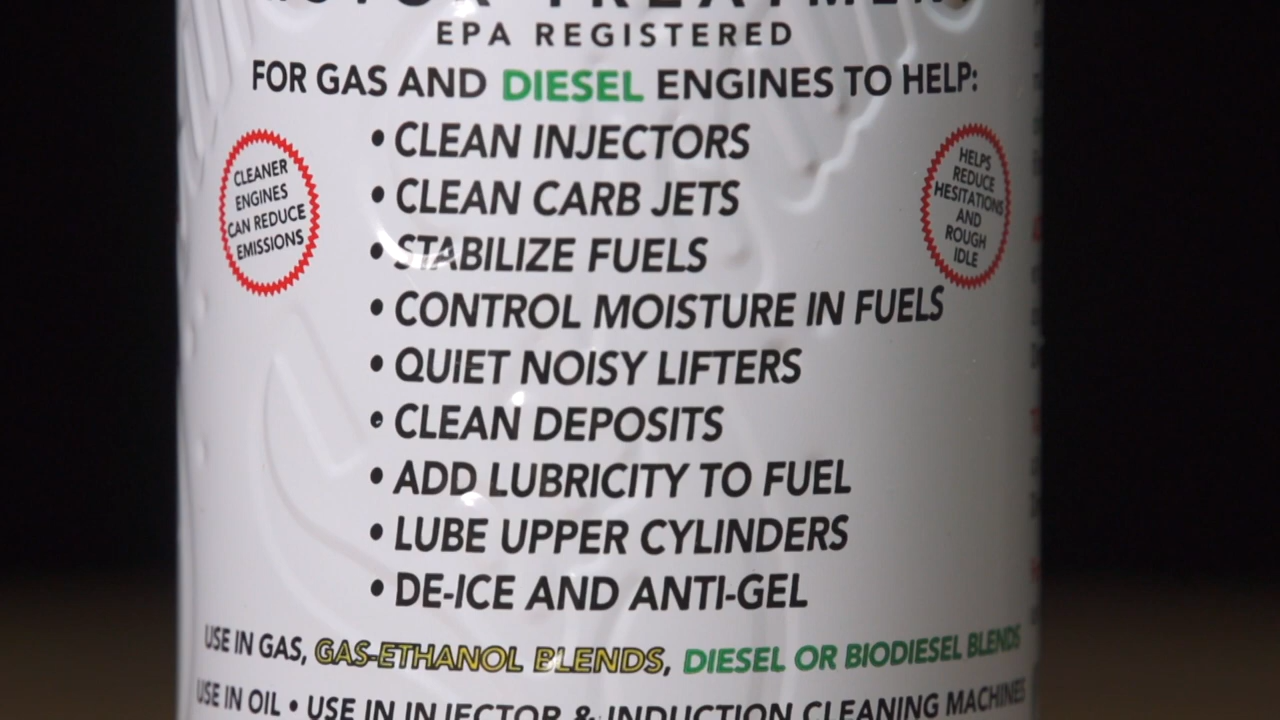 MOTOR TREATMENT
EPA REGISTERED
FOR GAS AND DIESEL ENGINES TO HELP:
• CLEAN INJECTORS
• CLEAN CARB JETS
• STABILIZE FUELS
• CONTROL MOISTURE IN FUELS
• QUIET NOISY LIFTERS
• CLEAN DEPOSITS
• ADD LUBRICITY TO FUEL
• LUBE UPPER CYLINDERS
• DE-ICE AND ANTI-GEL
CLEANER
ENGINES
CAN REDUCE
EMISSIONS
HELPS
REDUCE
HESITATIONS
AND
ROUGH
IDLE
USE IN GAS, GAS-ETHANOL BLENDS, DIESEL OR BIODIESEL BLENDS
USE IN OIL • USE IN INJECTOR & INDUCTION CLEANING MACHINES